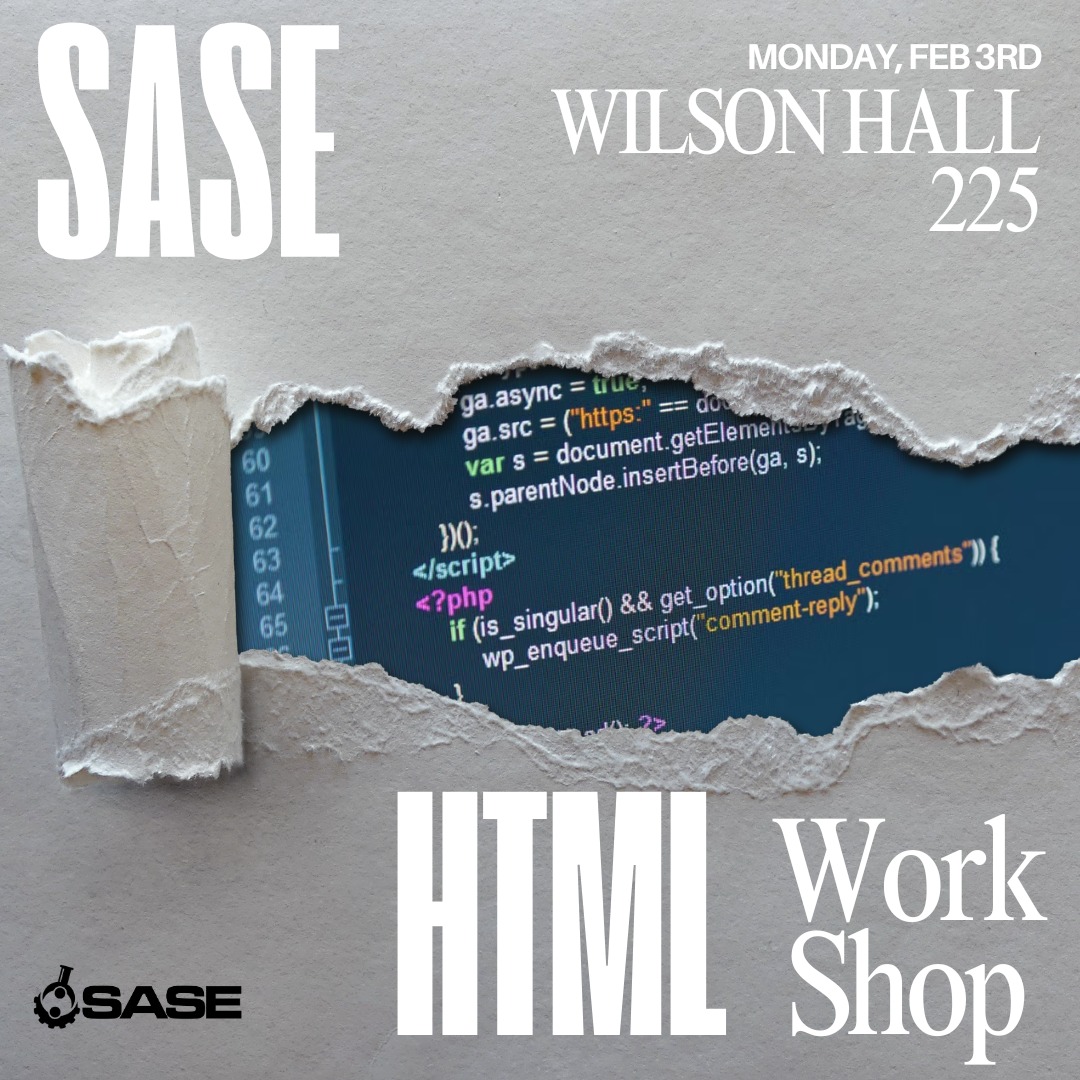 SASE
MONDAY, FEB 3RD
WILSON HALL
225
ga.async = true;
ga.src = ("https:" ==
60
var s = document.getElementsByTag
61
s.parentNode.insertBefore(ga, s);
62
})();
63
</script>
64
<?php
65
if (is_singular() && get_option("thread_comments")) {
wp_enqueue_script("comment-reply");
}
?>
HTML
Work
Shop
SASE